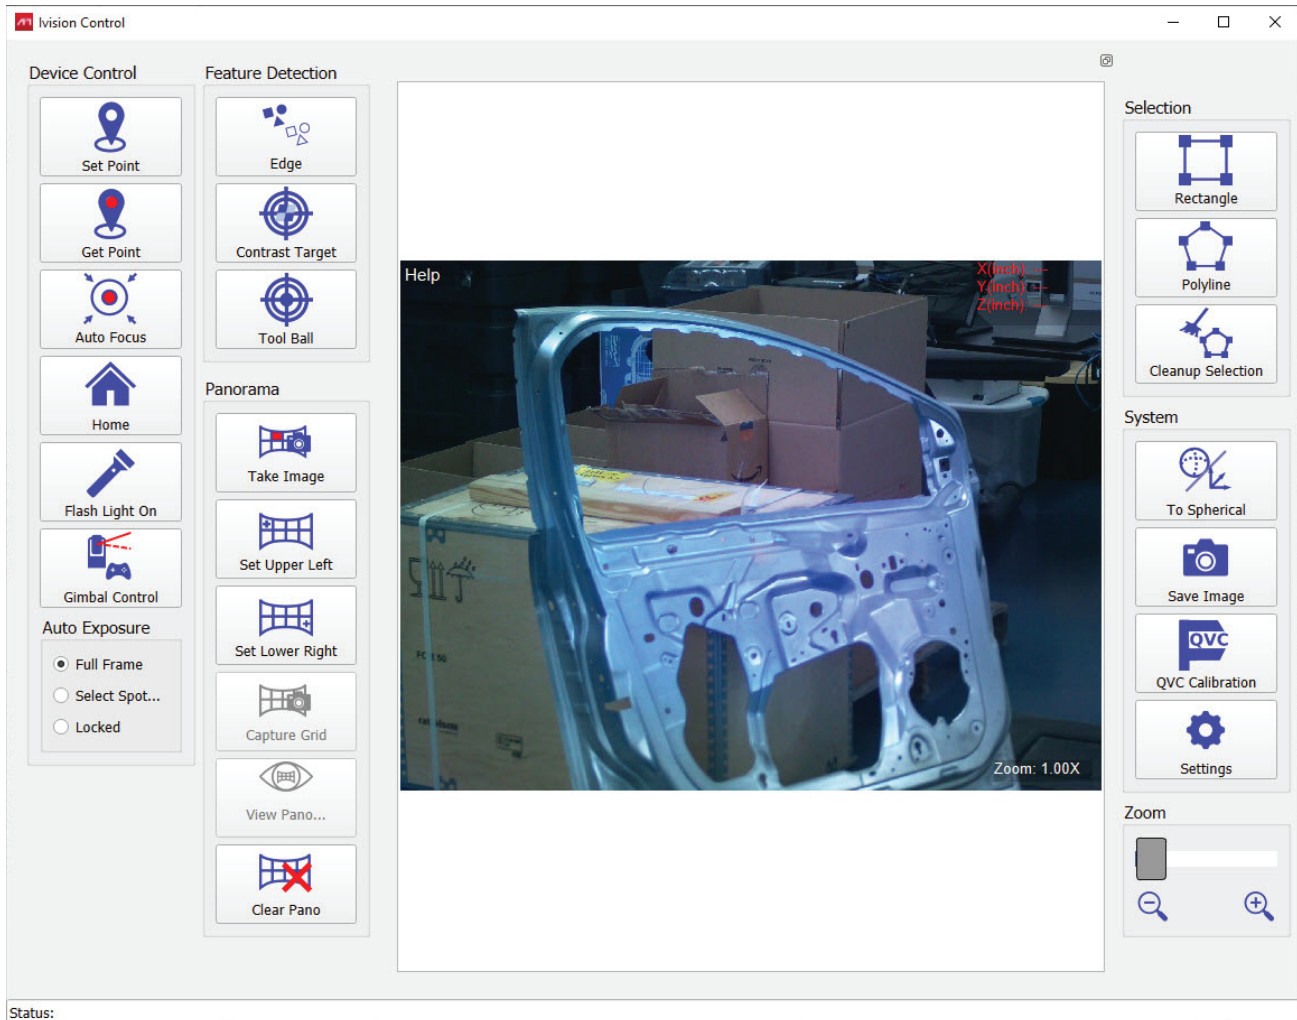 Ivision Control
Device Control
Set Point
Get Point
Auto Focus
Home
Flash Light On
Gimbal Control
Auto Exposure
Full Frame
Select Spot...
Locked
Feature Detection
Edge
Contrast Target
Tool Ball
Panorama
Take Image
Set Upper Left
Set Lower Right
Capture Grid
View Pano...
Clear Pano
Help
X(Inch) ---
Y(Inch) ---
Z(Inch) ---
Zoom: 1.00X
Selection
Rectangle
Polyline
Cleanup Selection
System
To Spherical
Save Image
QVC
QVC Calibration
Settings
Zoom
Status: